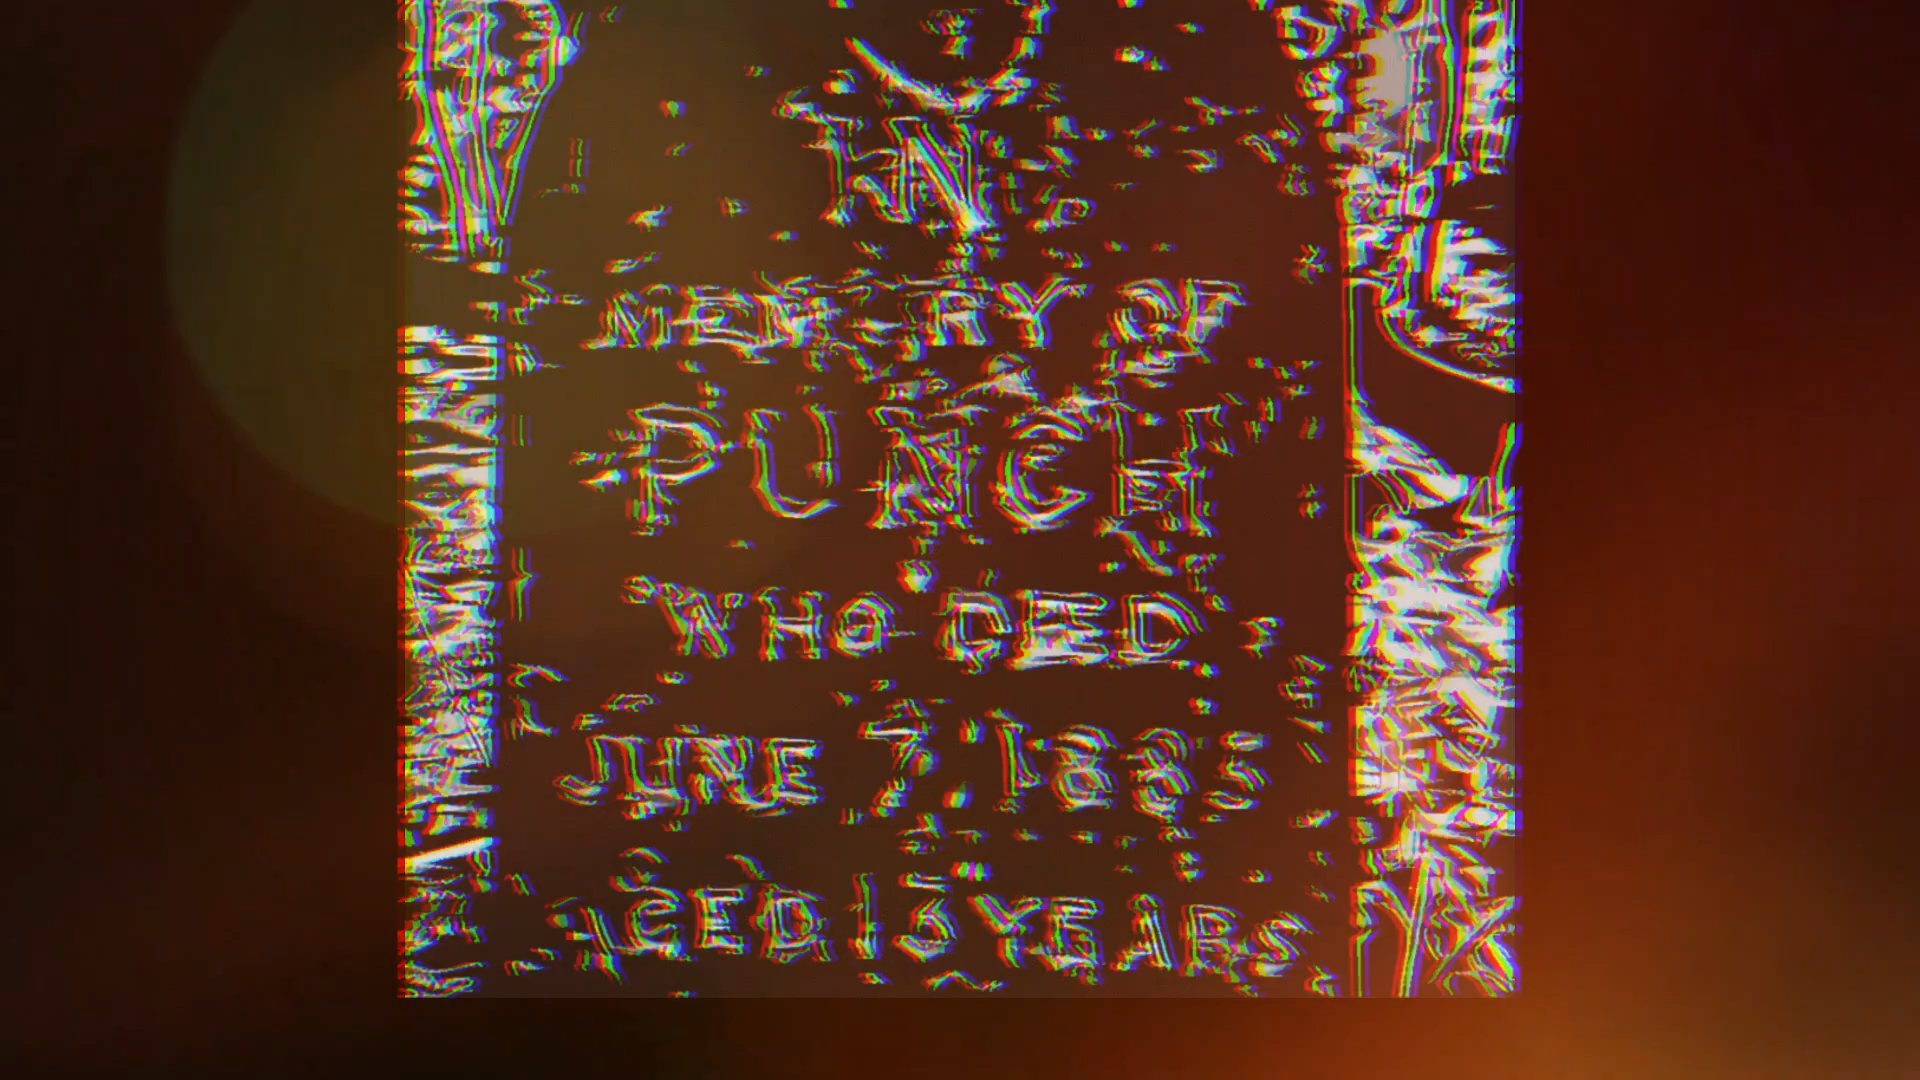 IN
MEMORY OF
PUNCH
WHO DIED
JUNE 7. 1885
AGED 13 YEARS